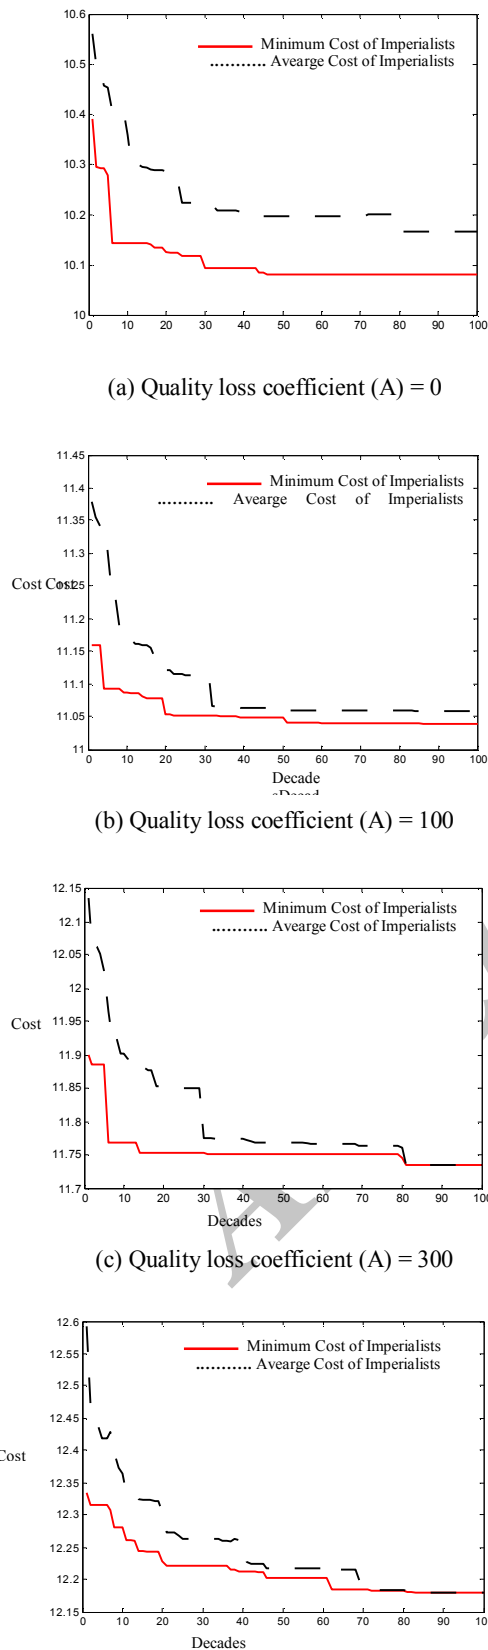 10.6
10.5
10.4
10.3
10.2
10.1
10
Minimum Cost of Imperialists
Avearge Cost of Imperialists
0 10 20 30 40 50 60 70 80 90 100
(a) Quality loss coefficient (A) = 0
11.45
11.4
11.35
11.3
Cost Cost
11.25
11.2
11.15
11.1
11.05
11
Minimum Cost of Imperialists
Avearge Cost of Imperialists
0 10 20 30 40 50 60 70 80 90 100
Decade
(b) Quality loss coefficient (A) = 100
12.15
12.1
12.05
12
Cost
11.95
11.9
11.85
11.8
11.75
11.7
Minimum Cost of Imperialists
Avearge Cost of Imperialists
0 10 20 30 40 50 60 70 80 90 100
Decades
(c) Quality loss coefficient (A) = 300
12.6
12.55
12.5
12.45
12.4
Cost
12.35
12.3
12.25
12.2
12.15
Minimum Cost of Imperialists
Avearge Cost of Imperialists
0 10 20 30 40 50 60 70 80 90 100
Decades